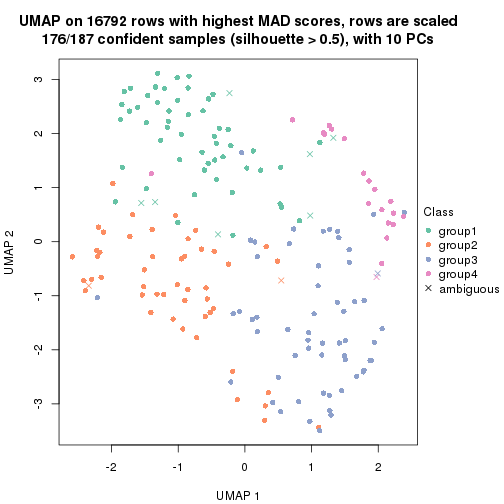 UMAP on 16792 rows with highest MAD scores, rows are scaled
176/187 confident samples (silhouette > 0.5), with 10 PCs
3
2
1
0
-1
-2
-3
UMAP 2
-2
-1
0
1
2
UMAP 1
Class
group1
group2
group3
group4
ambiguous